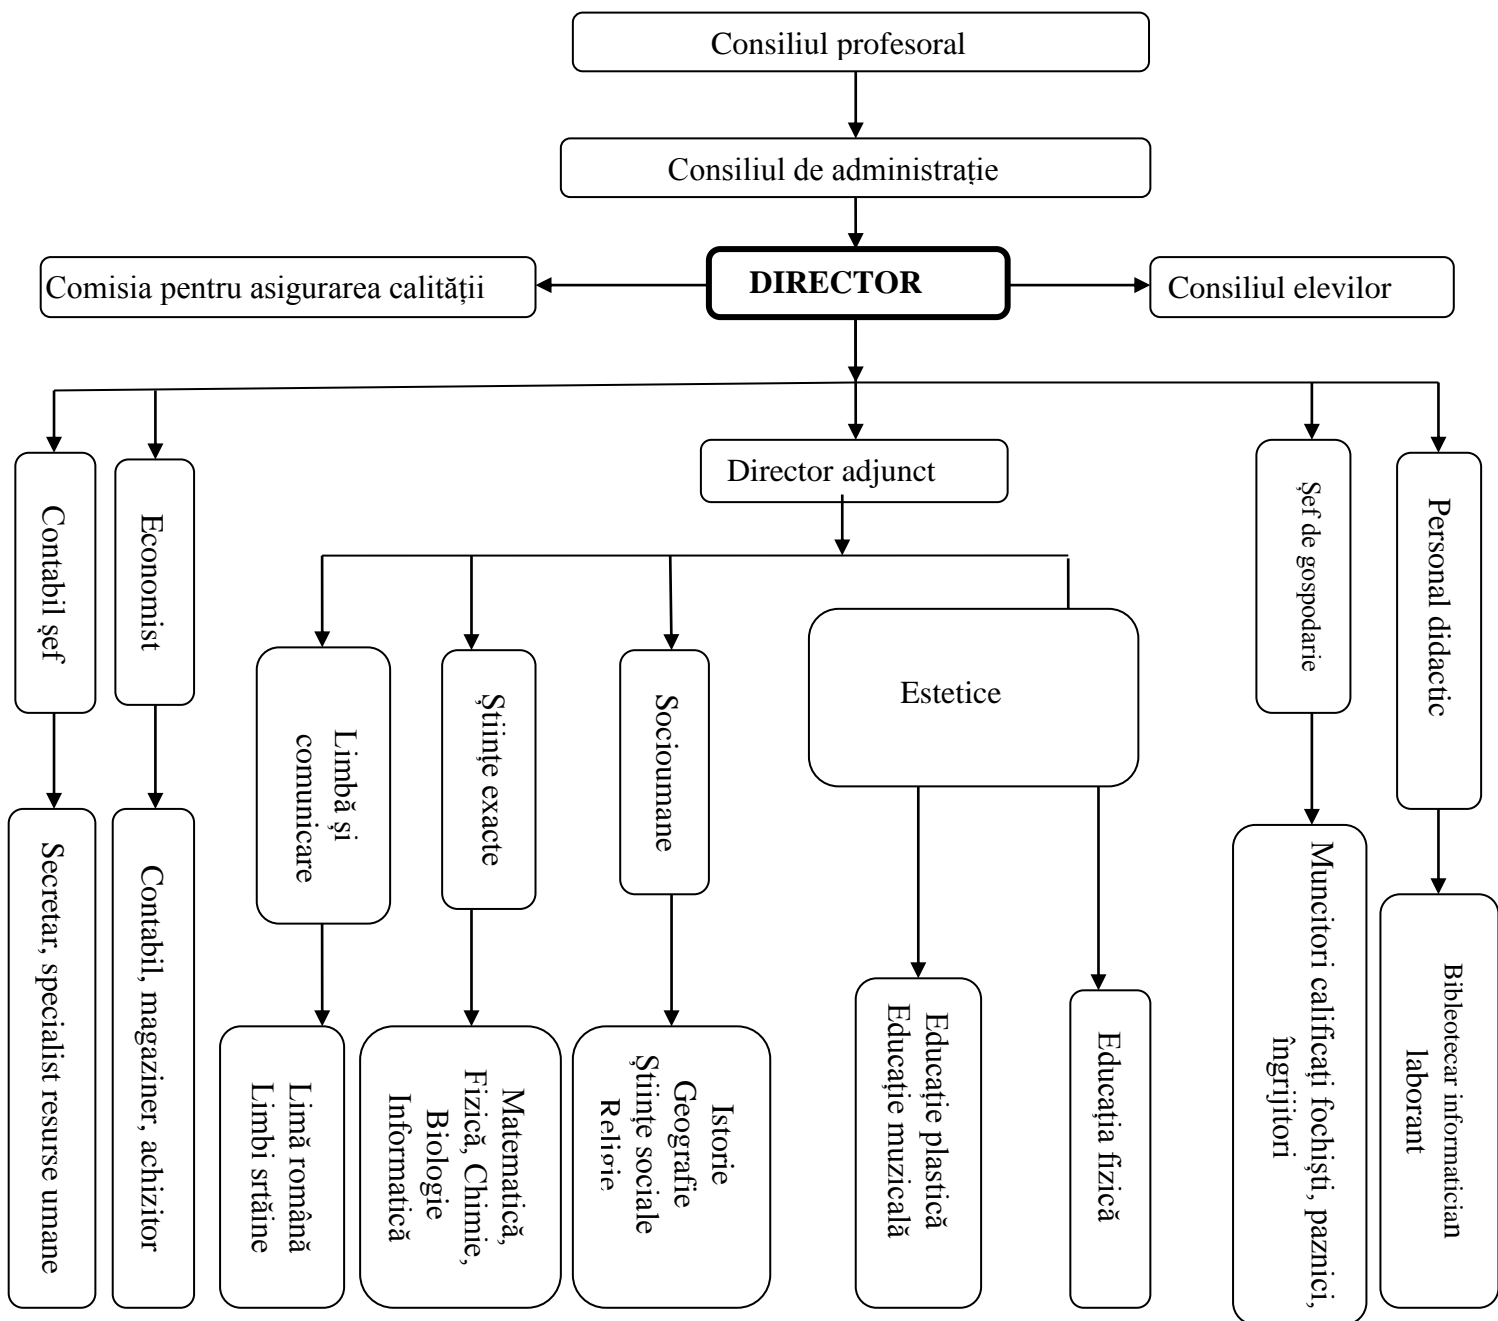 Consiliul profesoral
Consiliul de administrație
Comisia pentru asigurarea calității
DIRECTOR
Consiliul elevilor
Director adjunct
Contabil șef
Economist
Șef de gospodarie
Personal didactic
Limbă și
comunicare
Științe exacte
Socioumane
Estetice
Secretar, specialist resurse umane
Contabil, magaziner, achizitor
Limă română
Limbi srtăine
Matematică,
Fizică, Chimie,
Biologie
Informatică
Istorie
Geografie
Științe sociale
Religie
Educație plastică
Educație muzicală
Educația fizică
Muncitori calificați fochiști, paznici,
îngrijitori
Bibleotecar informatician
laborant